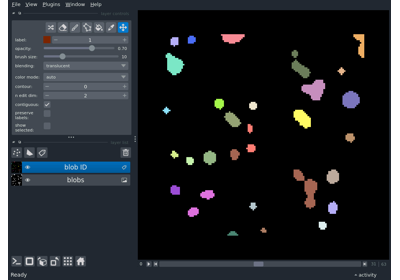 File View Plugins Window Help
label: 1
opacity: 0.70
brush size: 10
blending: translucent
color mode: auto
contour: 0
n edit dim: 2
contiguous:
preserve labels:
show selected:
blob ID
blobs
Ready
activity